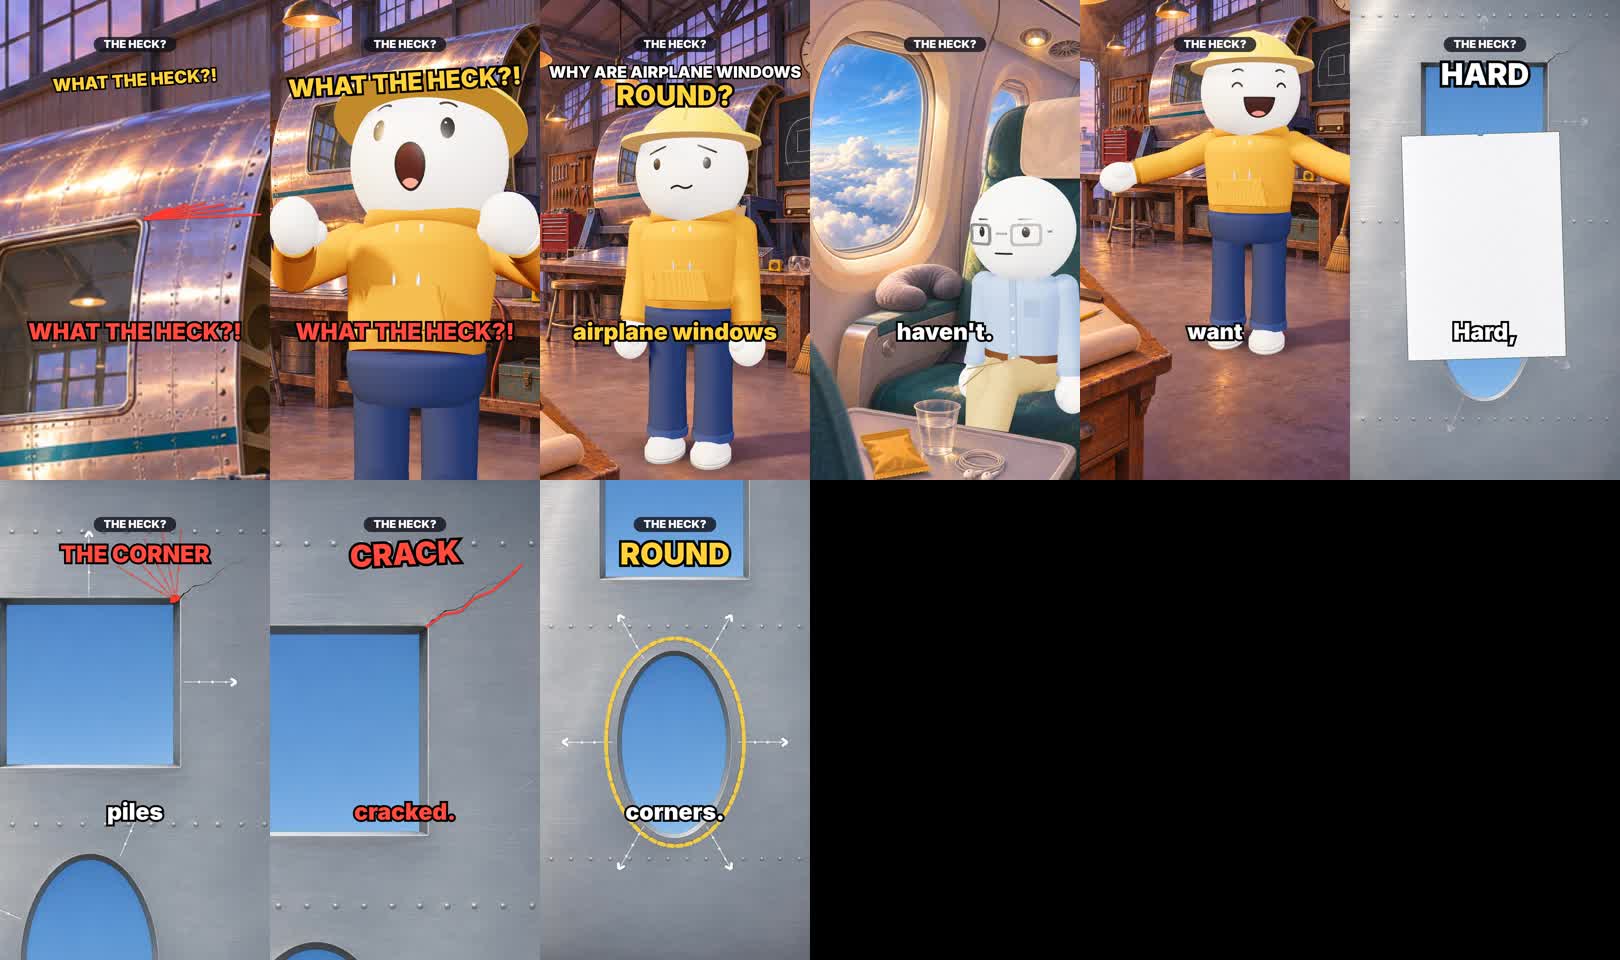 THE HECK?
WHAT THE HECK?!
WHAT THE HECK?!
THE HECK?
WHAT THE HECK?!
WHAT THE HECK?!
THE HECK?
WHY ARE AIRPLANE WINDOWS
ROUND?
airplane windows
THE HECK?
haven't.
THE HECK?
want
THE HECK?
HARD
Hard,
THE HECK?
THE CORNER
piles
THE HECK?
CRACK
cracked.
THE HECK?
ROUND
corners.